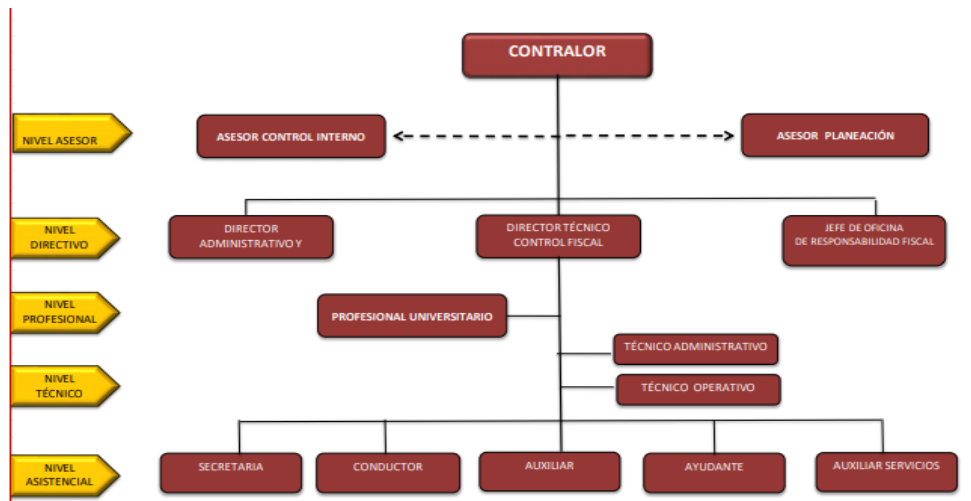 CONTRALOR
NIVEL ASESOR
ASESOR CONTROL INTERNO
ASESOR PLANEACIÓN
NIVEL
DIRECTIVO
DIRECTOR
ADMINISTRATIVO Y
DIRECTOR TÉCNICO
CONTROL FISCAL
JEFE DE OFICINA
DE RESPONSABILIDAD FISCAL
NIVEL
PROFESIONAL
PROFESIONAL UNIVERSITARIO
TÉCNICO ADMINISTRATIVO
NIVEL
TÉCNICO
TÉCNICO OPERATIVO
NIVEL
ASISTENCIAL
SECRETARIA
CONDUCTOR
AUXILIAR
AYUDANTE
AUXILIAR SERVICIOS